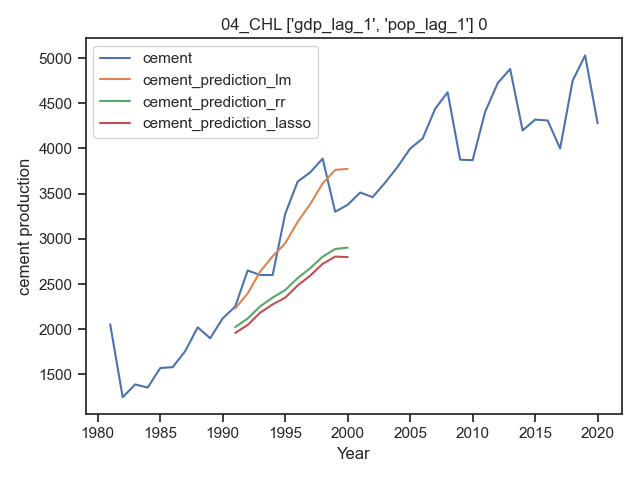 04_CHL ['gdp_lag_1', 'pop_lag_1'] 0
cement
cement_prediction_lm
cement_prediction_rr
cement_prediction_lasso
cement production
5000
4500
4000
3500
3000
2500
2000
1500
1980 1985 1990 1995 2000 2005 2010 2015 2020
Year